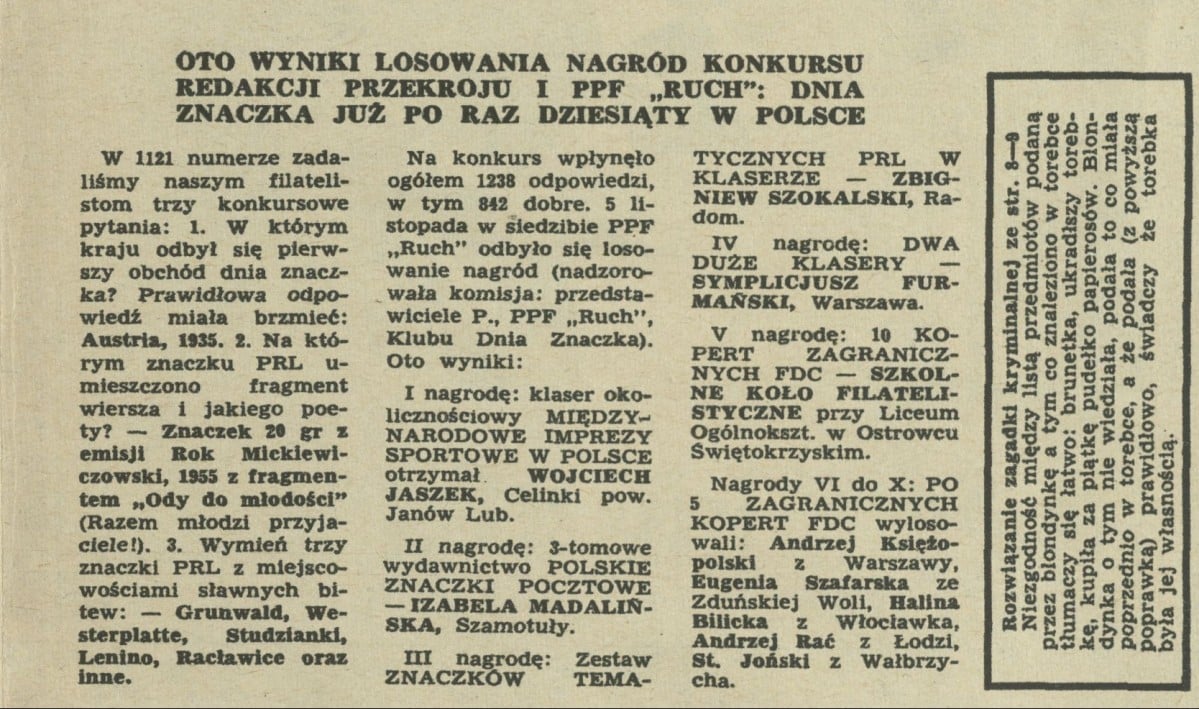 OTO WYNIKI LOSOWANIA NAGRÓD KONKURSU
REDAKCJI PRZEKROJU I PPF „RUCH”: DNIA
ZNACZKA JUŻ PO RAZ DZIESIĄTY W POLSCE
W 1121 numerze zada-
liśmy naszym filateli-
stom trzy konkursowe
pytania: 1. W którym
kraju odbył się pierw-
szy obchód dnia znacz-
ka? Prawidłowa odpo-
wiedź miała brzmieć:
Austria, 1935. 2. Na któ-
rym znaczku PRL u-
mieszczono fragment
wiersza i jakiego poe-
ty? — Znaczek 20 gr z
emisji Rok Mickiewi-
czowski, 1955 z fragmen-
tem „Ody do młodości”
(Razem młodzi przyja-
ciele!). 3. Wymień trzy
znaczki PRL z miejsco-
wościami sławnych bi-
tew: — Grunwald, We-
sterplatte, Studzianki,
Lenino, Racławice oraz
inne.
Na konkurs wpłynęło
ogółem 1238 odpowiedzi,
w tym 842 dobre. 5 li-
stopada w siedzibie PPF
„Ruch” odbyło się loso-
wanie nagród (nadzoro-
wała komisja: przedsta-
wiciele P., PPF „Ruch”,
Klubu Dnia Znaczka).
Oto wyniki:
I nagrodę: klaser oko-
licznościowy MIĘDZY-
NARODOWE IMPREZY
SPORTOWE W POLSCE
otrzymał WOJCIECH
JASZEK, Celinki pow.
Janów Lub.
II nagrodę: 3-tomowe
wydawnictwo POLSKIE
ZNACZKI POCZTOWE
— IZABELA MADALIŃ-
SKA, Szamotuły.
III nagrodę: Zestaw
ZNACZKÓW TEMA-
TYCZNYCH PRL W
KLASERZE — ZBIG-
NIEW SZOKALSKI, Ra-
dom.
IV nagrodę: DWA
DUŻE KLASERY —
SYMPLICJUSZ FUR-
MAŃSKI, Warszawa.
V nagrodę: 10 KO-
PERT ZAGRANICZ-
NYCH FDC — SZKOL-
NE KOŁO FILATELI-
STYCZNE przy Liceum
Ogólnokszt. w Ostrowcu
Świętokrzyskim.
Nagrody VI do X: PO
5 ZAGRANICZNYCH
KOPERT FDC wyloso-
wali: Andrzej Księżo-
polski z Warszawy,
Eugenia Szafarska ze
Zduńskiej Woli, Halina
Bilicka z Włocławka,
Andrzej Rać z Łodzi,
St. Joński z Wałbrzy-
cha.
Rozwiązanie zagadki kryminalnej ze str. 8—9
Niezgodność między listą przedmiotów podaną
przez blondynkę a tym co znaleziono w torebce
tłumaczy się łatwo: brunetka, ukradłszy toreb-
kę, kupiła za piątkę pudełko papierosów. Blon-
dynka o tym nie wiedziała, podała to co miała
poprzednio w torebce, a że podała (z powyższą
poprawką) prawidłowo, świadczy że torebka
była jej własnością.